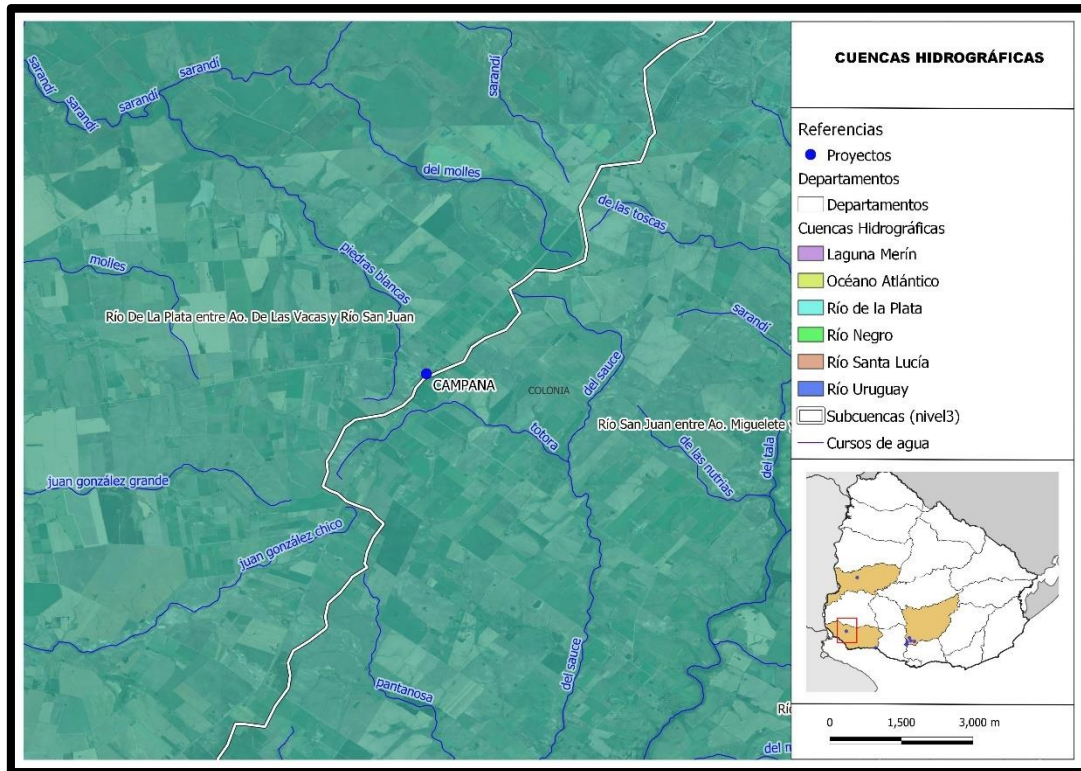 CUENCAS HIDROGRÁFICAS
Referencias
Proyectos
Departamentos
Departamentos
Cuencas Hidrográficas
Laguna Merín
Océano Atlántico
Río de la Plata
Río Negro
Río Santa Lucía
Río Uruguay
Subcuencas (nivel3)
Cursos de agua
0 1,500 3,000 m
sarandí
sarandí
sarandí
sarandí
sarandí
del molles
de las toscas
molles
piedras blancas
Río De La Plata entre Ao. De Las Vacas y Río San Juan
sarandí
CAMPANA
COLONIA
del sauce
totora
Río San Juan entre Ao. Miguelete y
de las nutrias
del tala
juan gonzález grande
juan gonzález chico
pantanosa
del sauce
Rí
del m